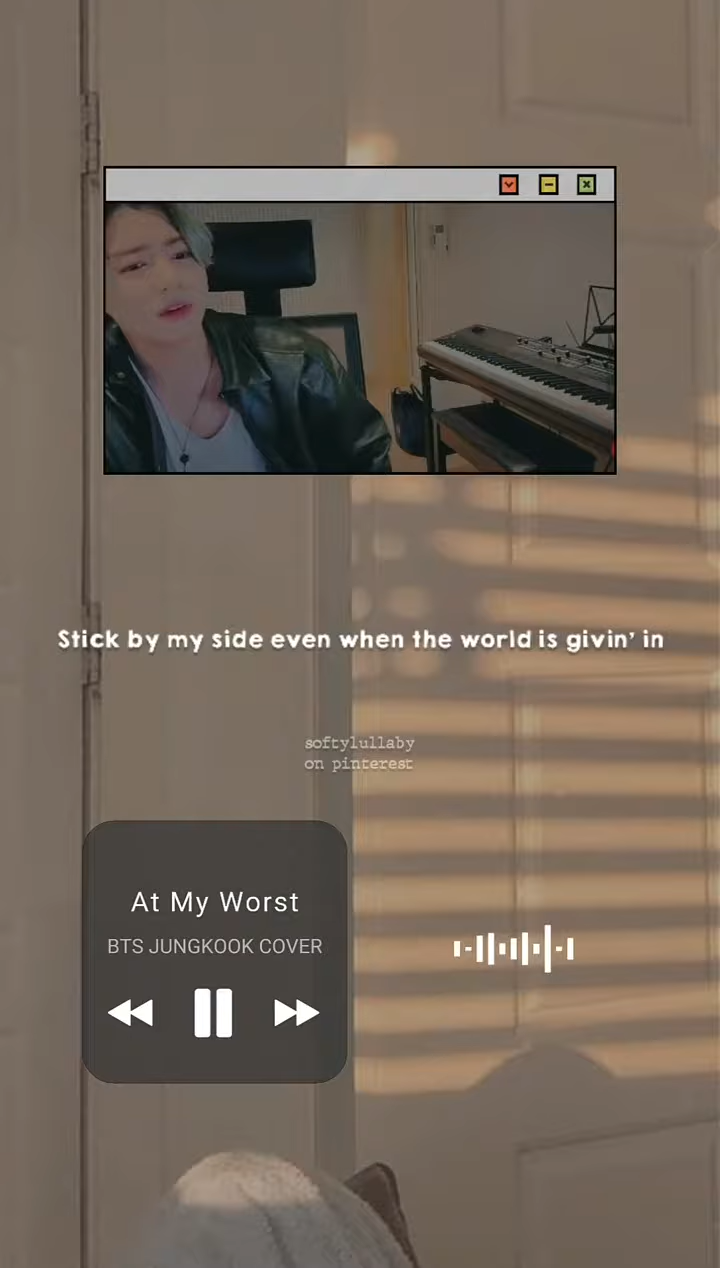 Stick by my side even when the world is givin' in
softylullaby
on pinterest
At My Worst
BTS JUNGKOOK COVER